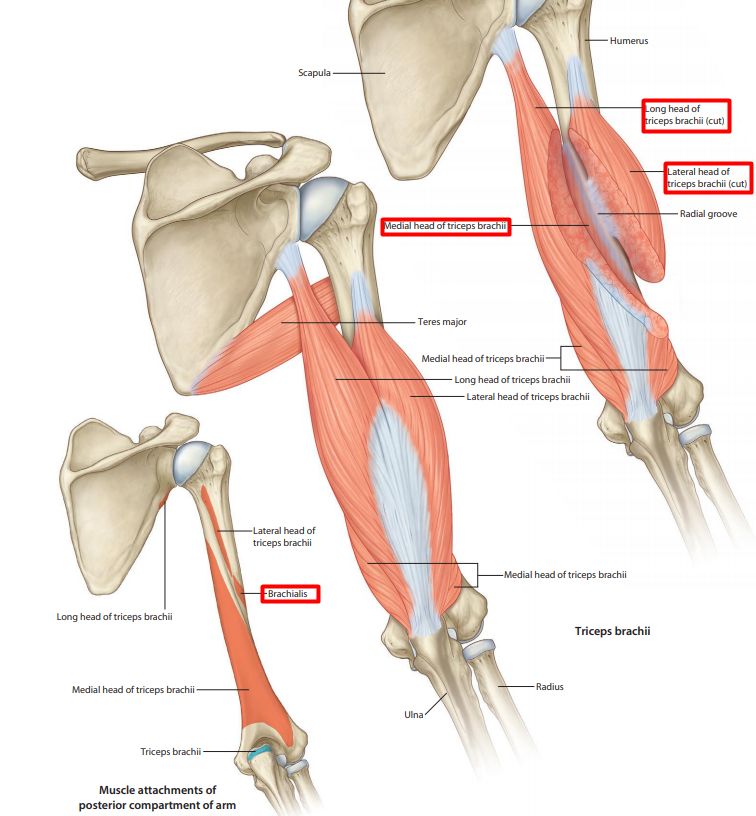 Humerus
Scapula
Long head of
triceps brachii (cut)
Lateral head of
triceps brachii (cut)
Radial groove
Medial head of triceps brachii
Teres major
Medial head of triceps brachii
Long head of triceps brachii
Lateral head of triceps brachii
Lateral head of
triceps brachii
Medial head of triceps brachii
Brachialis
Long head of triceps brachii
Triceps brachii
Medial head of triceps brachii
Radius
Ulna
Triceps brachii
Muscle attachments of
posterior compartment of arm